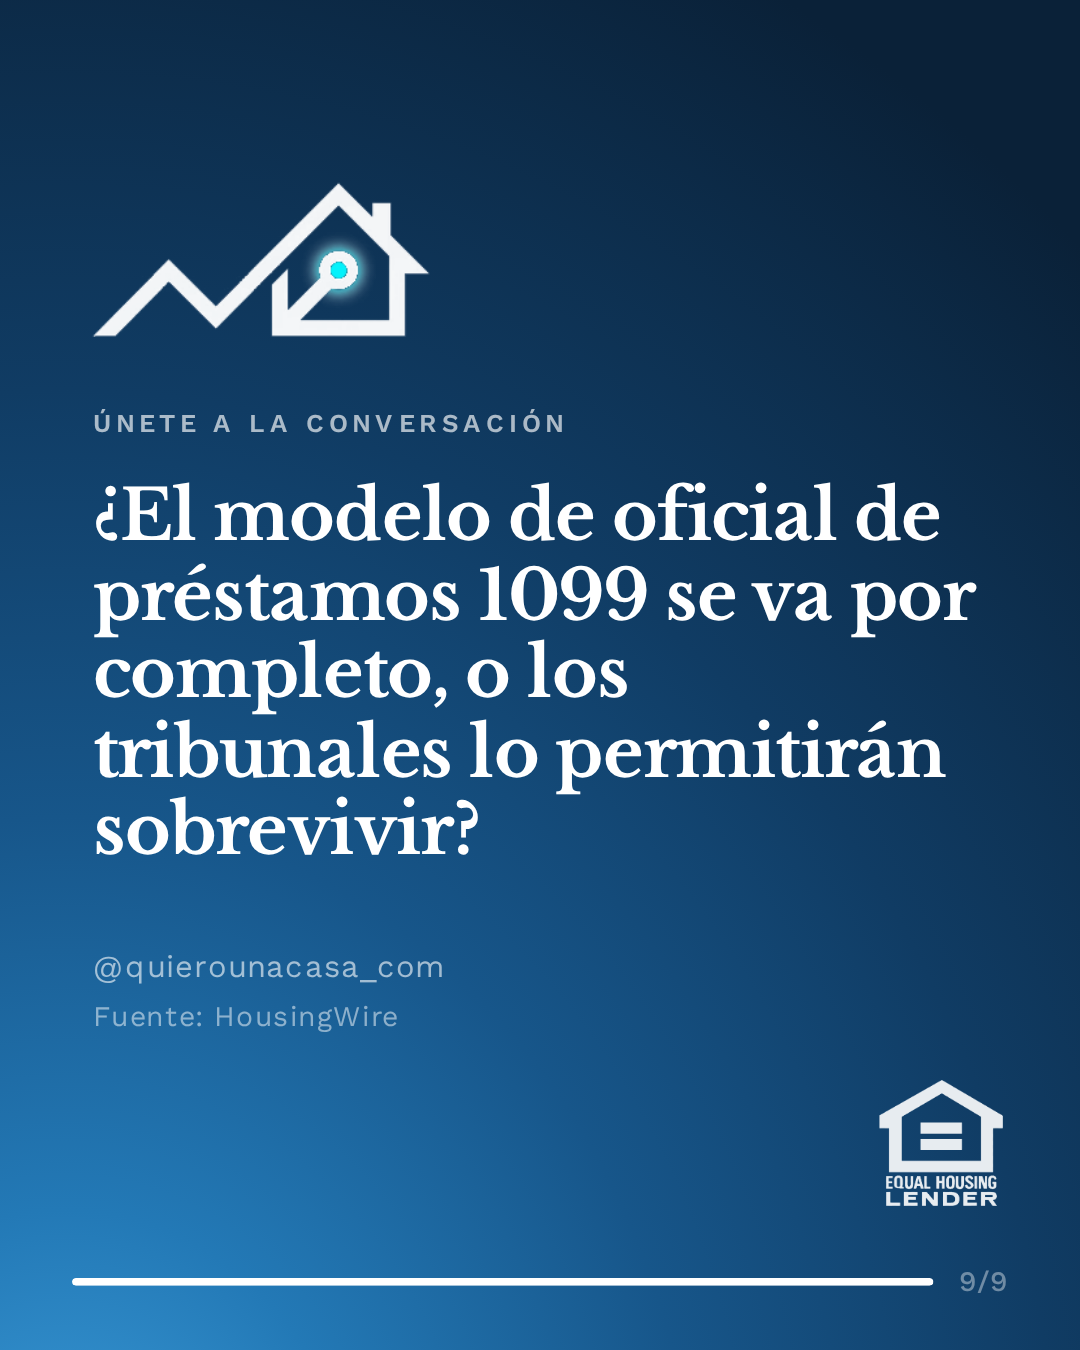 ÚNETE A LA CONVERSACIÓN
¿El modelo de oficial de
préstamos 1099 se va por
completo, o los
tribunales lo permitirán
sobrevivir?
@quierounacasa_com
Fuente: HousingWire
EQUAL HOUSING
LENDER
9/9